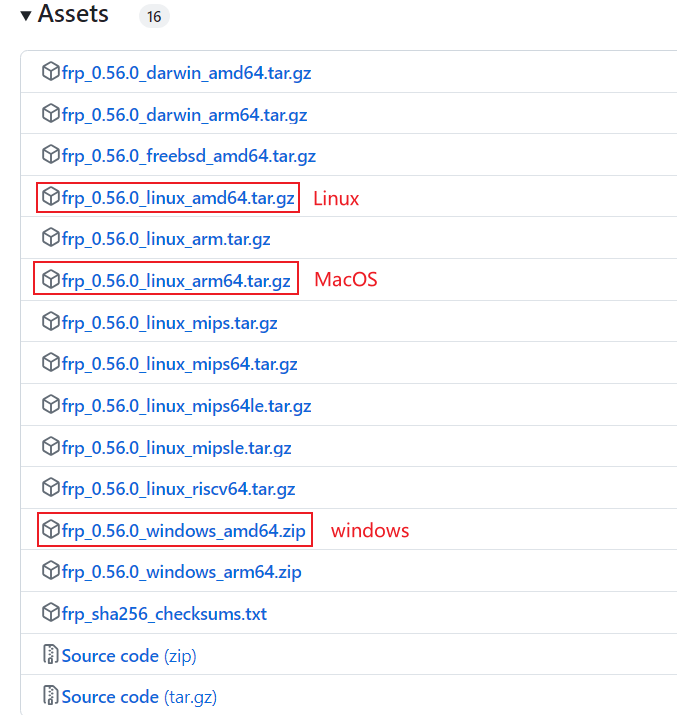 Assets 16
frp_0.56.0_darwin_amd64.tar.gz
frp_0.56.0_darwin_arm64.tar.gz
frp_0.56.0_freebsd_amd64.tar.gz
frp_0.56.0_linux_amd64.tar.gz Linux
frp_0.56.0_linux_arm.tar.gz
frp_0.56.0_linux_arm64.tar.gz MacOS
frp_0.56.0_linux_mips.tar.gz
frp_0.56.0_linux_mips64.tar.gz
frp_0.56.0_linux_mips64le.tar.gz
frp_0.56.0_linux_mipsle.tar.gz
frp_0.56.0_linux_riscv64.tar.gz
frp_0.56.0_windows_amd64.zip windows
frp_0.56.0_windows_arm64.zip
frp_sha256_checksums.txt
Source code (zip)
Source code (tar.gz)